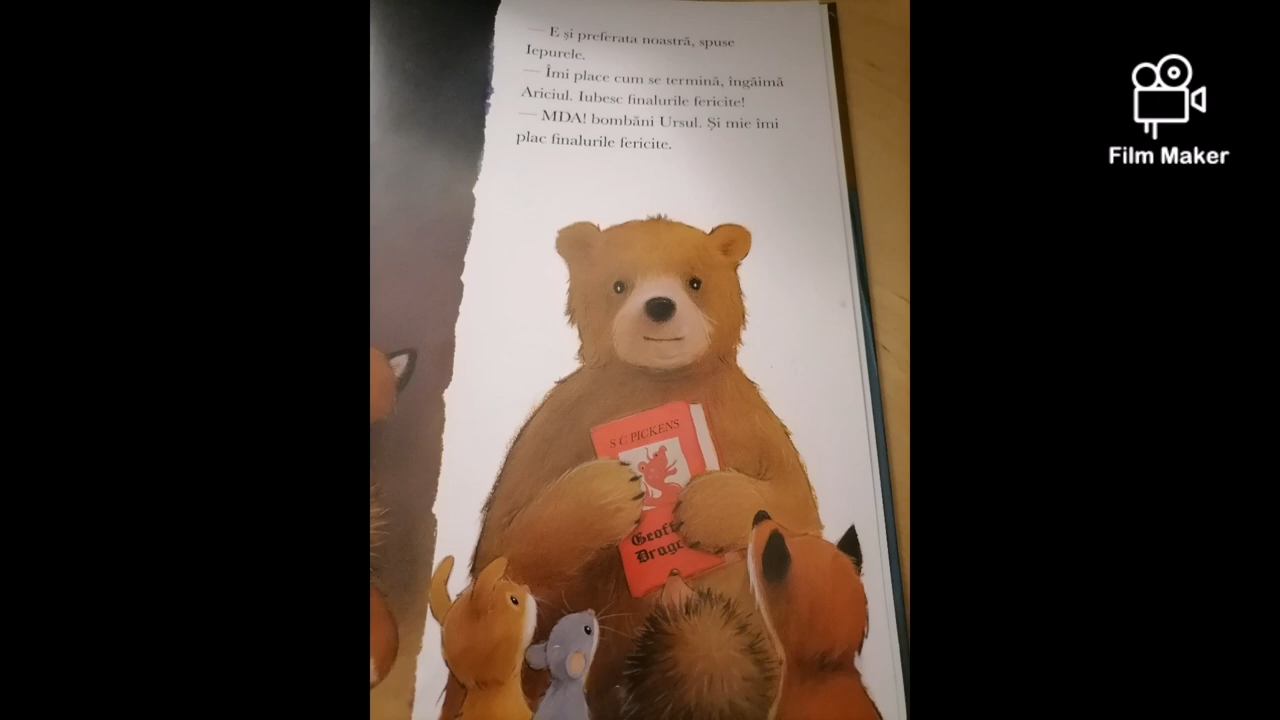 — E și preferata noastră, spuse
Iepurele.
— Îmi place cum se termină, îngăimă
Ariciul. Iubesc finalurile fericite!
— MDA! bombăni Ursul. Și mie îmi
plac finalurile fericite.
S C PICKENS
Film Maker